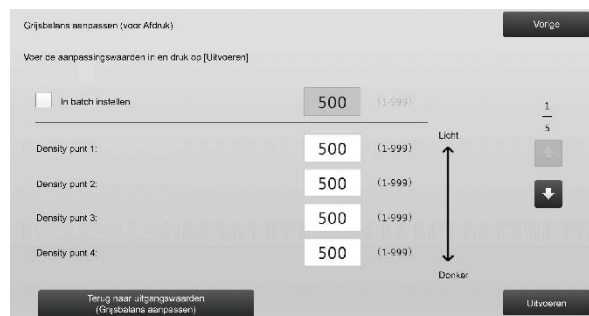 Grijsbalans aanpassen (voor Afdruk)
Vorige
Voer de aanpassingswaarden in en druk op [Uitvoeren]
In batch instellen 500 (1-999)
1
5
Licht
Density punt 1: 500 (1-999)
Density punt 2: 500 (1-999)
Density punt 3: 500 (1-999)
Density punt 4: 500 (1-999)
Donker
Terug naar uitgangswaarden
(Grijsbalans aanpassen)
Uitvoeren